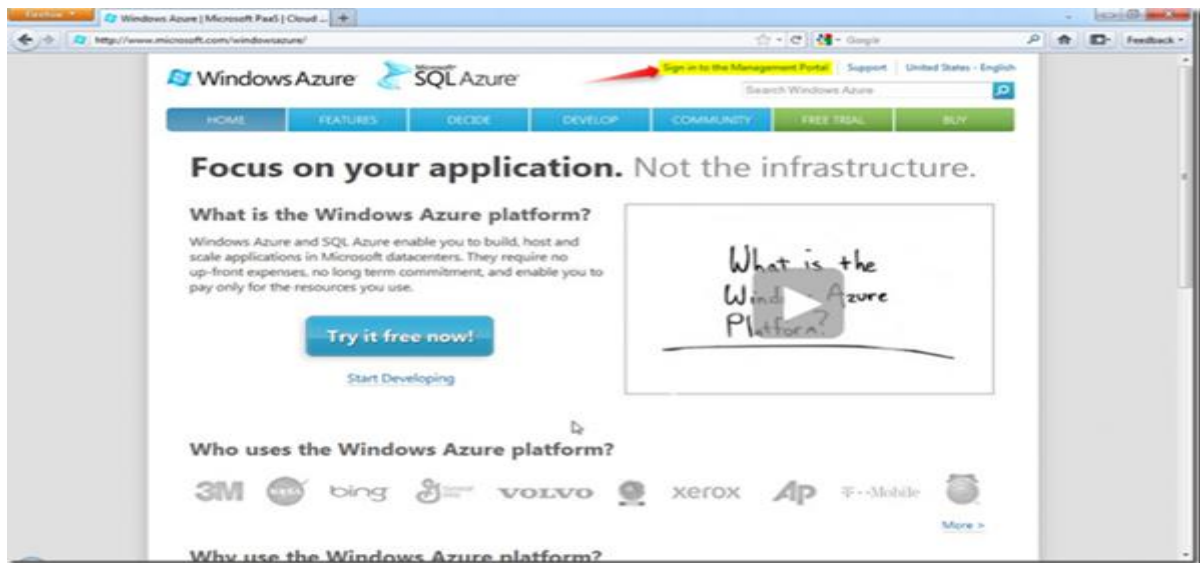 Firefox
Windows Azure | Microsoft PaaS | Cloud ...
http://www.microsoft.com/windowsazure/
Google
Feedback
Windows Azure
Microsoft
SQL Azure
Sign in to the Management Portal
Support
United States - English
Search Windows Azure
HOME
FEATURES
DECIDE
DEVELOP
COMMUNITY
FREE TRIAL
BUY
Focus on your application. Not the infrastructure.
What is the Windows Azure platform?
Windows Azure and SQL Azure enable you to build, host and
scale applications in Microsoft datacenters. They require no
up-front expenses, no long term commitment, and enable you to
pay only for the resources you use.
What is the
Windows Azure
Platform?
Try it free now!
Start Developing
Who uses the Windows Azure platform?
3M
bing
VOLVO
xerox
AP
T-Mobile
More >
Why use the Windows Azure platform?